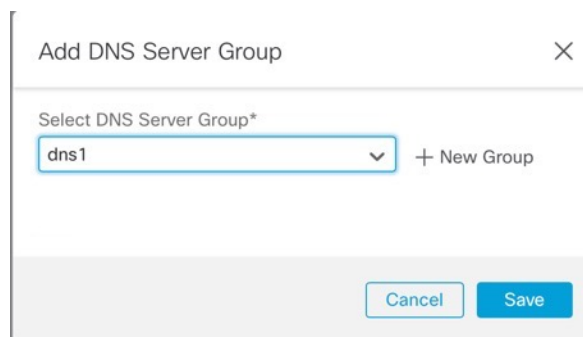 Add DNS Server Group
Select DNS Server Group*
dns1
+ New Group
Cancel
Save